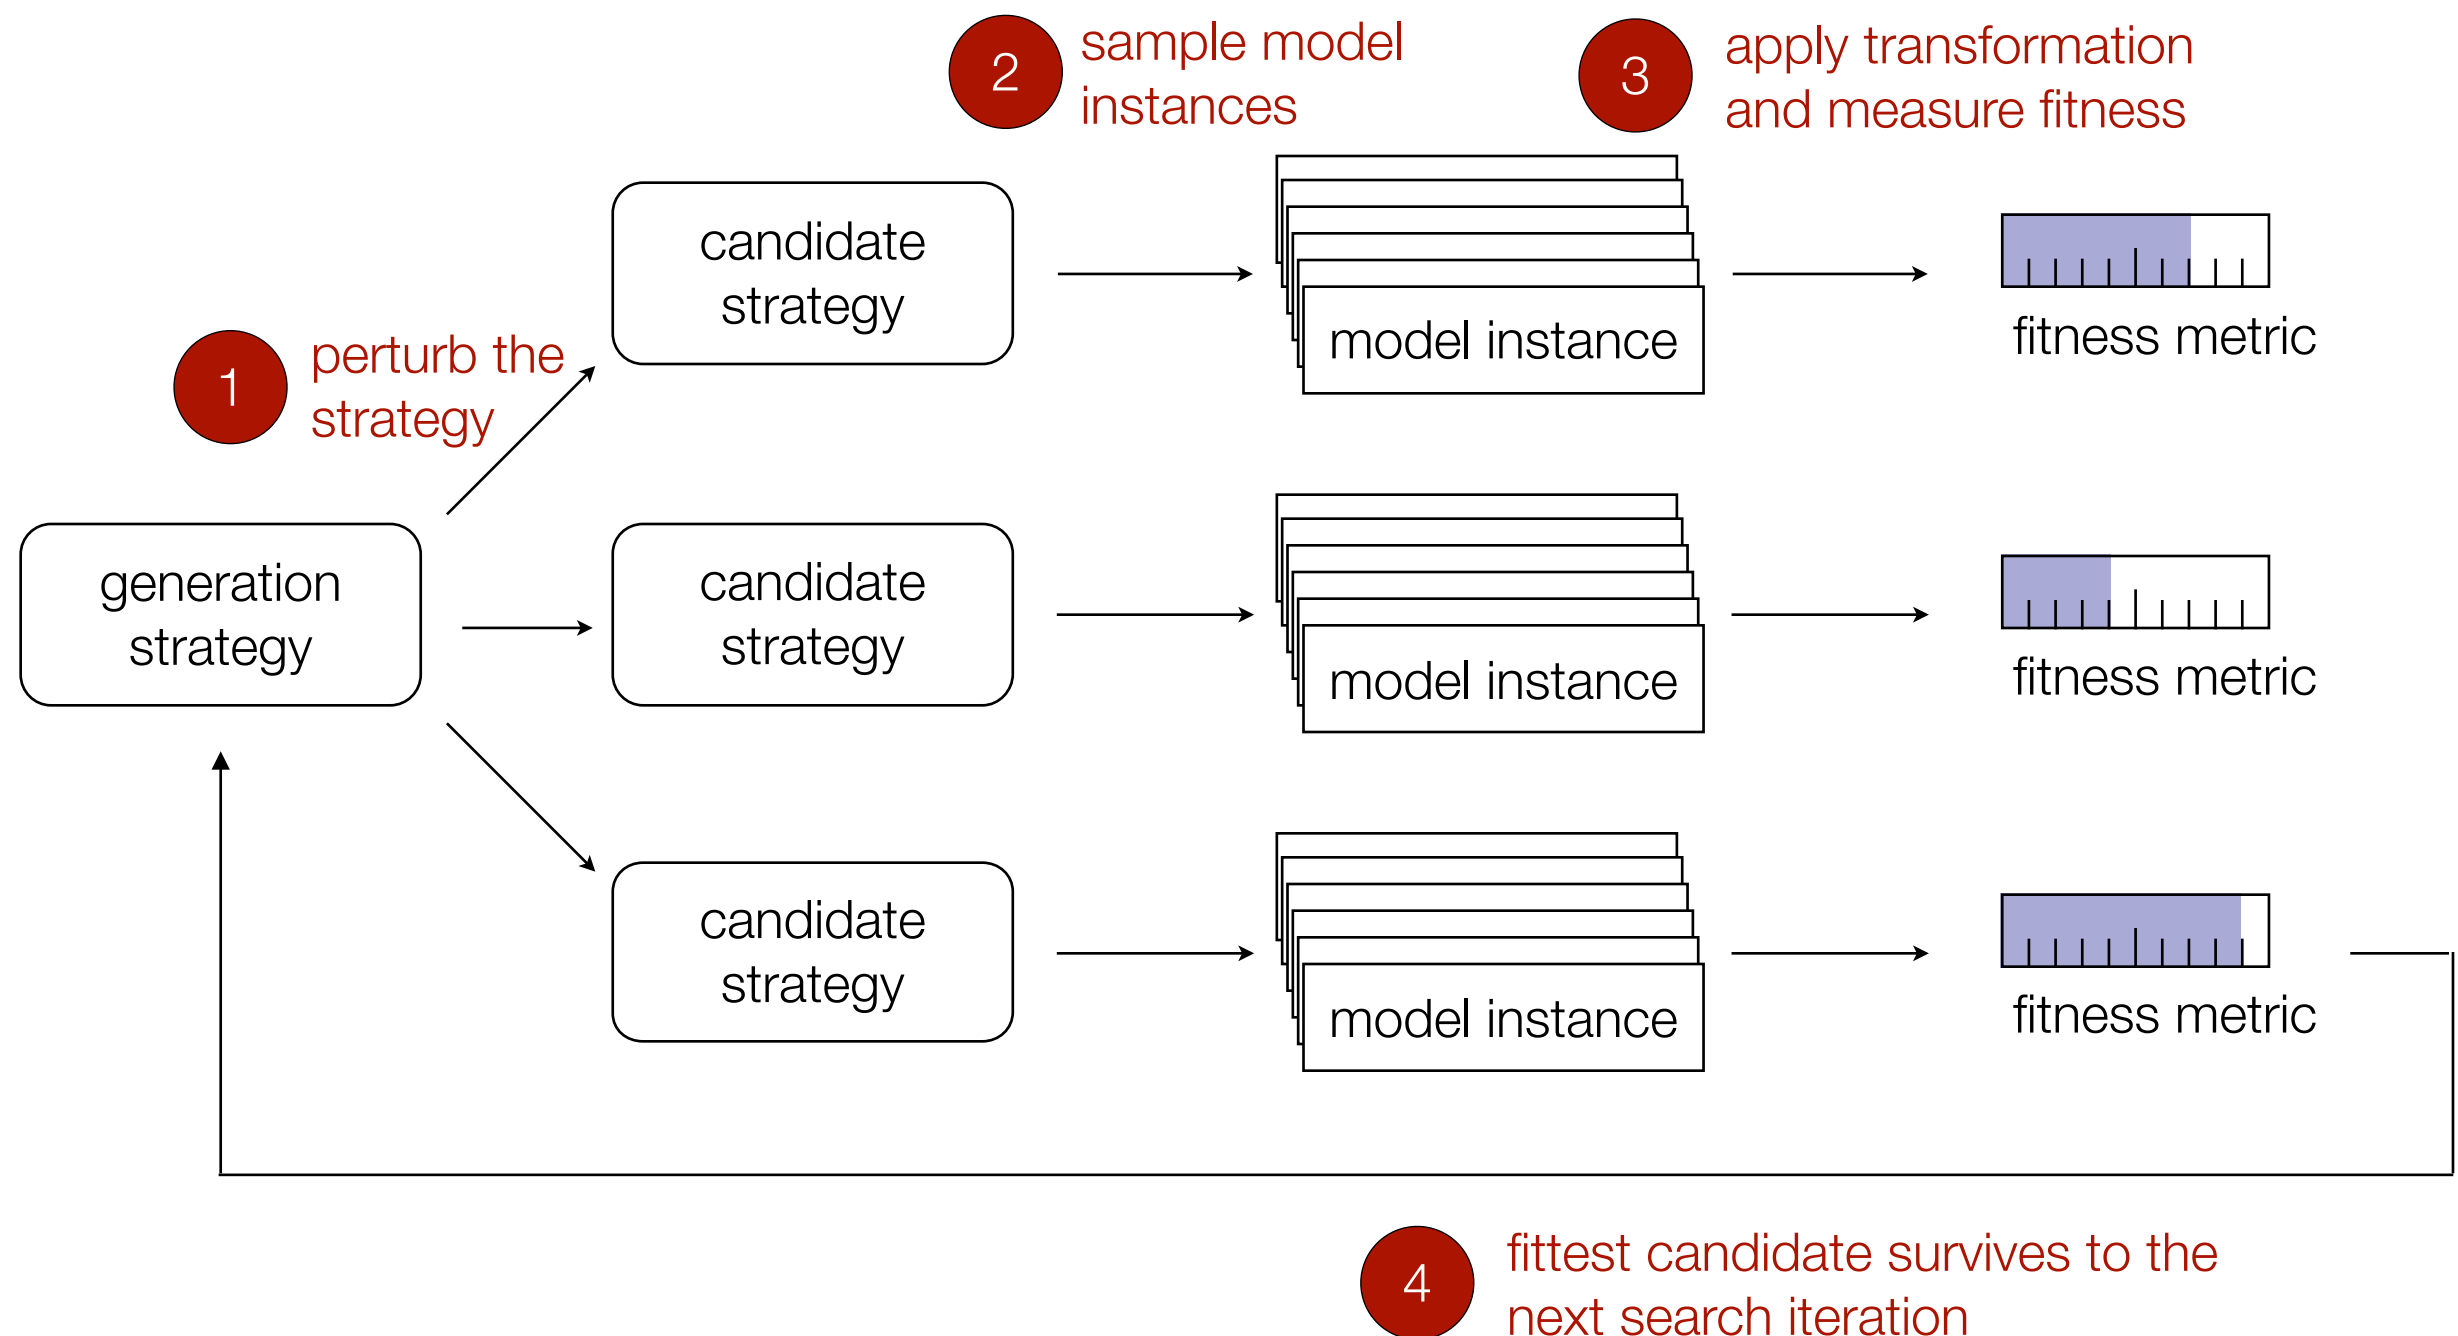 2
sample model
instances
3
apply transformation
and measure fitness
1
perturb the
strategy
generation
strategy
candidate
strategy
model instance
fitness metric
candidate
strategy
model instance
fitness metric
candidate
strategy
model instance
fitness metric
4
fittest candidate survives to the
next search iteration